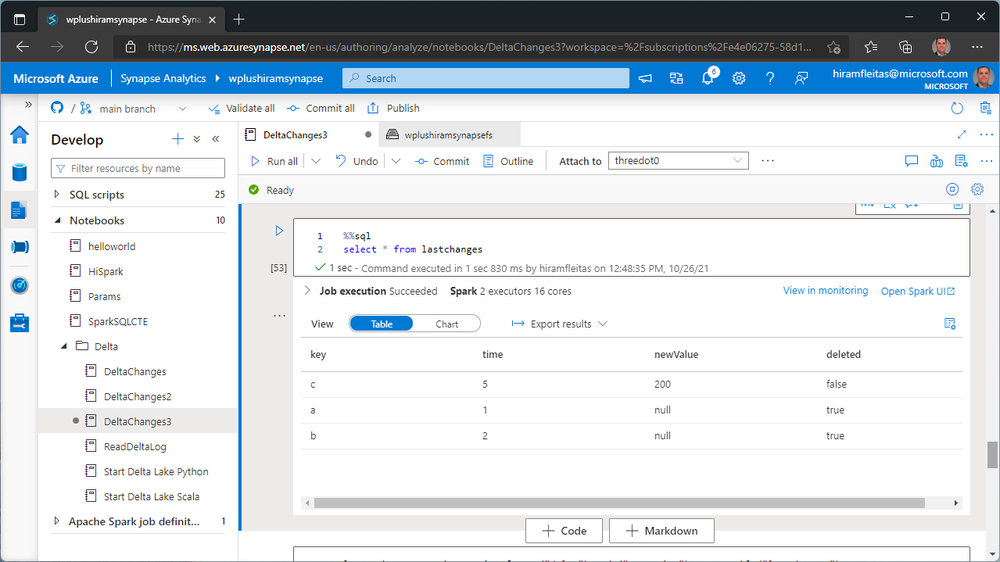 wplushiramsynapse - Azure Syna
https://ms.web.azuresynapse.net/en-us/authoring/analyze/notebooks/DeltaChanges3?workspace=%2Fsubscriptions%2Fe4e06275-58d1...
Microsoft Azure
Synapse Analytics
wplushiramsynapse
Search
6
hiramfleitas@microsoft.com
MICROSOFT
/ main branch
Validate all
Commit all
Publish
Develop
Filter resources by name
SQL scripts 25
Notebooks 10
helloworld
HiSpark
Params
SparkSQLCTE
Delta
DeltaChanges
DeltaChanges2
DeltaChanges3
ReadDeltaLog
Start Delta Lake Python
Start Delta Lake Scala
Apache Spark job definit... 1
DeltaChanges3
wplushiramsynapsefs
Run all
Undo
Commit
Outline
Attach to
threedot0
Ready
1 %%sql
2 select * from lastchanges
[53]
1 sec - Command executed in 1 sec 830 ms by hiramfleitas on 12:48:35 PM, 10/26/21
Job execution Succeeded Spark 2 executors 16 cores
View in monitoring
Open Spark UI
View
Table
Chart
Export results
key time newValue deleted
c 5 200 false
a 1 null true
b 2 null true
Code
Markdown